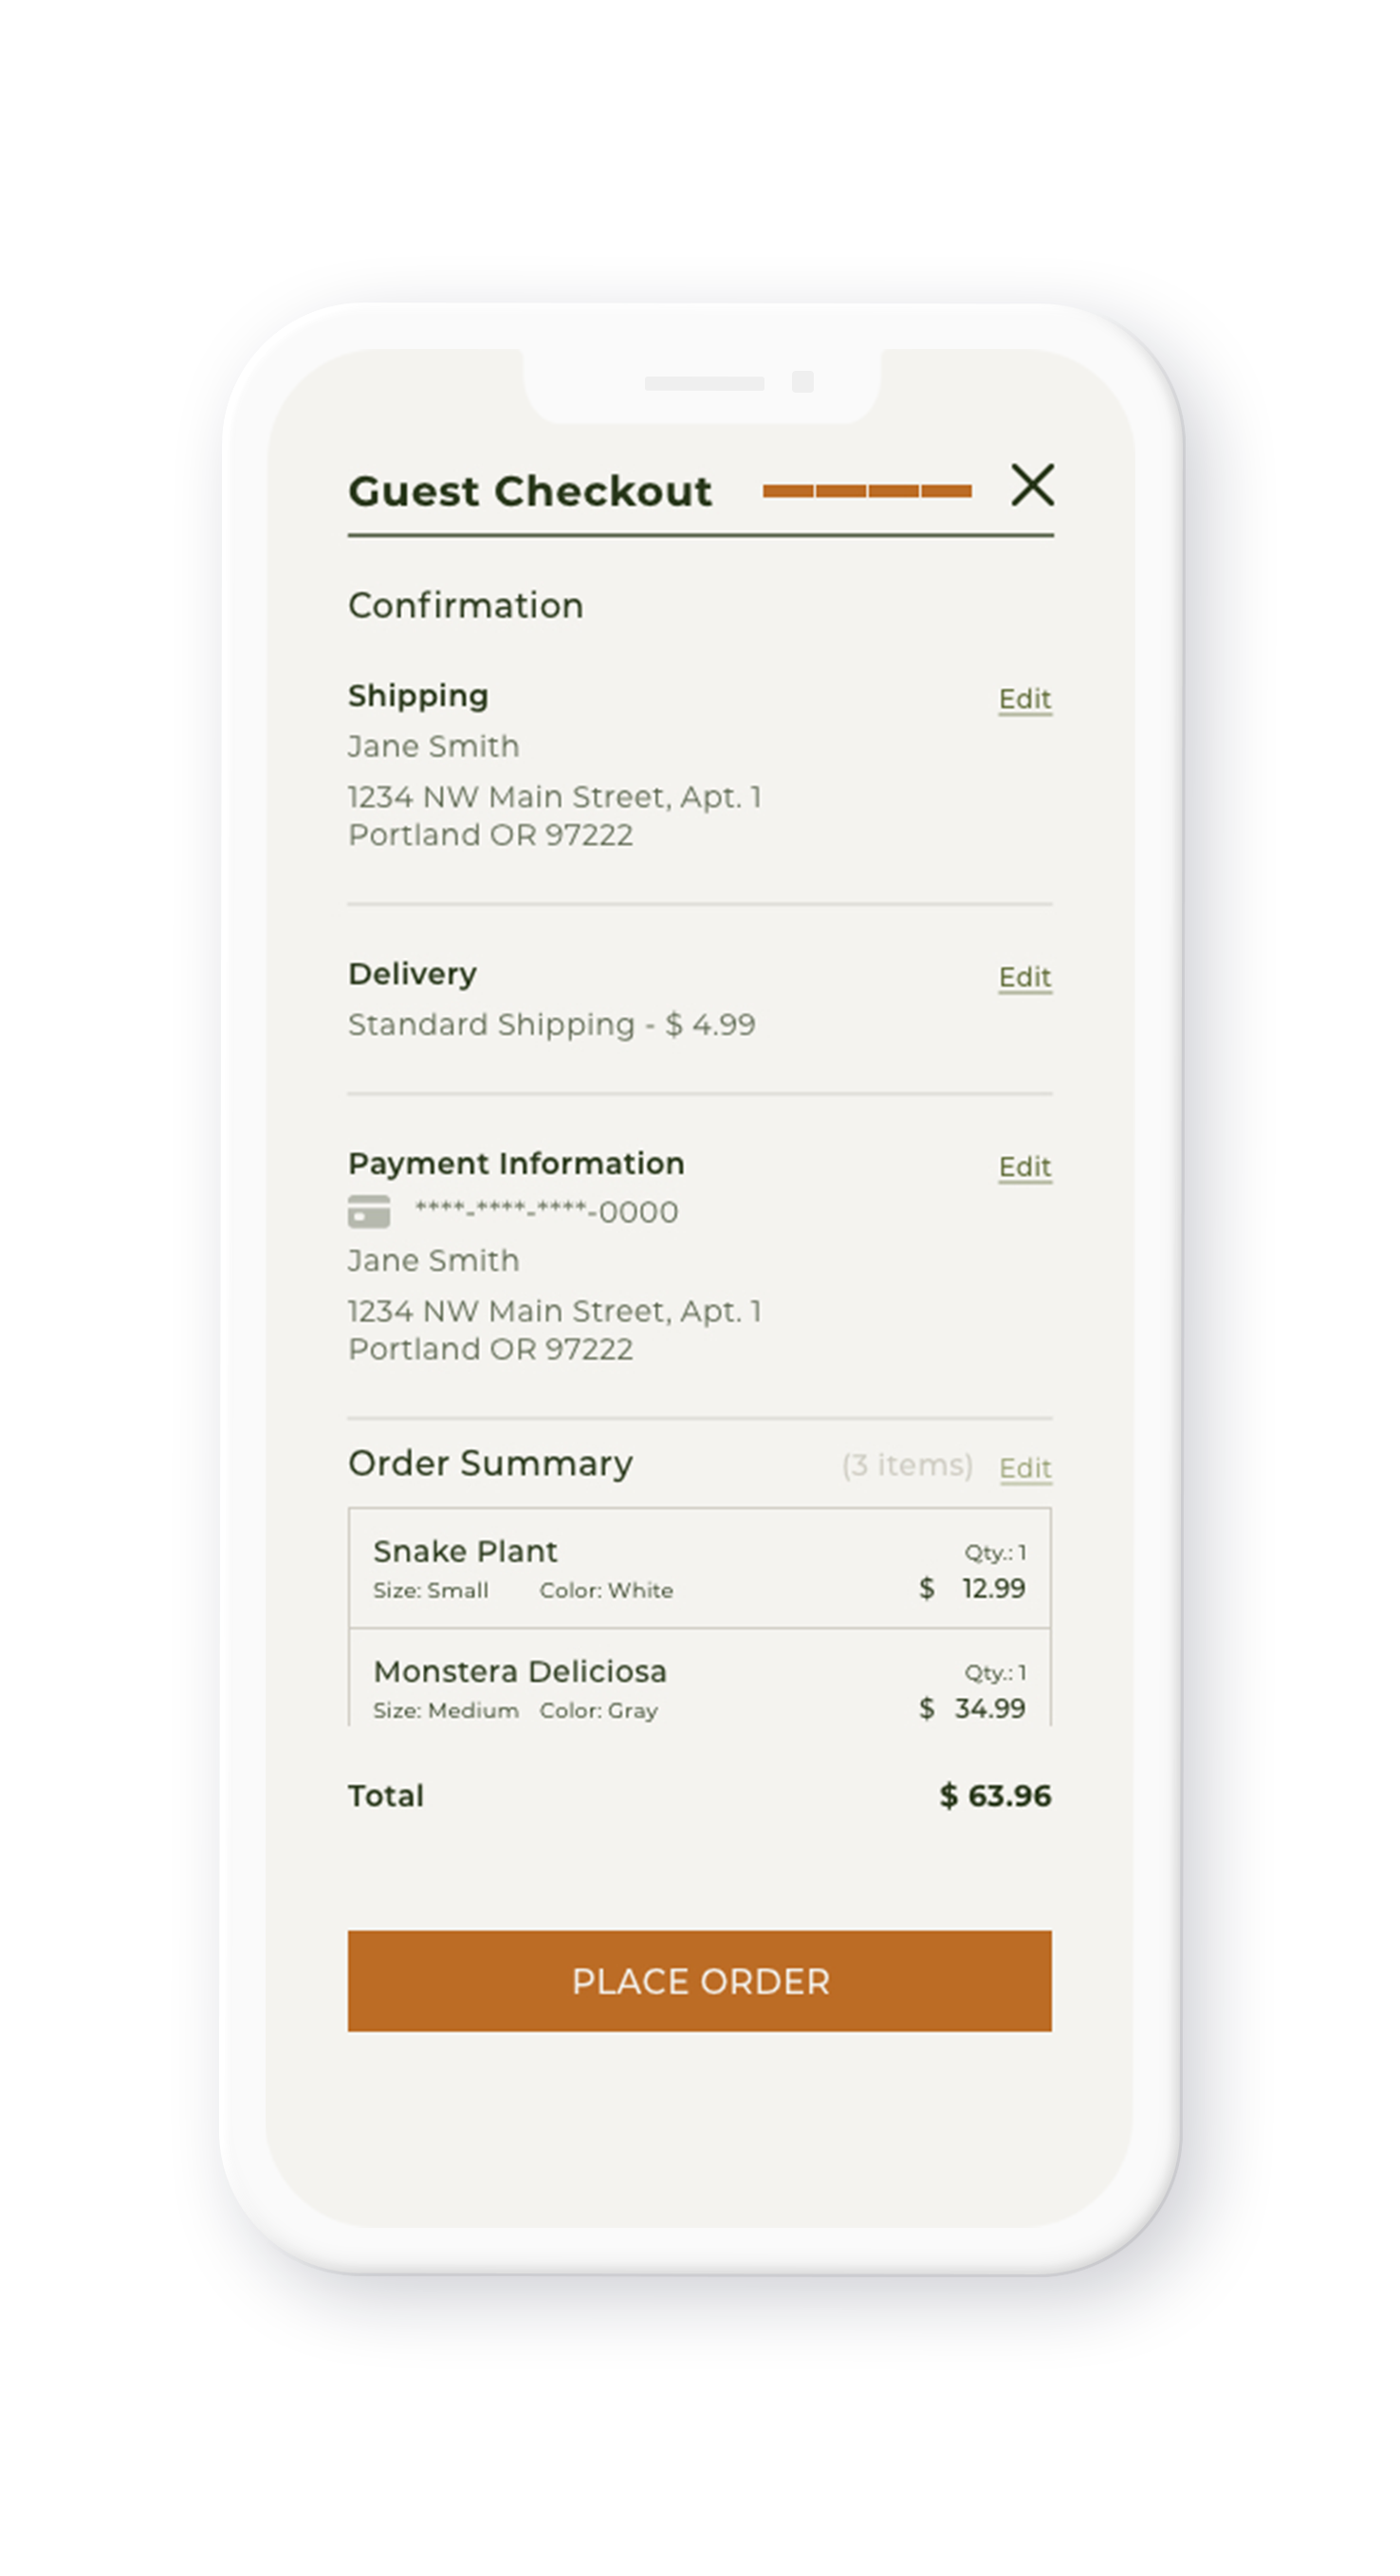 Guest Checkout
Confirmation
Shipping Edit
Jane Smith
1234 NW Main Street, Apt. 1
Portland OR 97222
Delivery Edit
Standard Shipping - $ 4.99
Payment Information Edit
****-****-****-0000
Jane Smith
1234 NW Main Street, Apt. 1
Portland OR 97222
Order Summary (3 items) Edit
Snake Plant Qty.: 1
Size: Small Color: White $ 12.99
Monstera Deliciosa Qty.: 1
Size: Medium Color: Gray $ 34.99
Total $ 63.96
PLACE ORDER